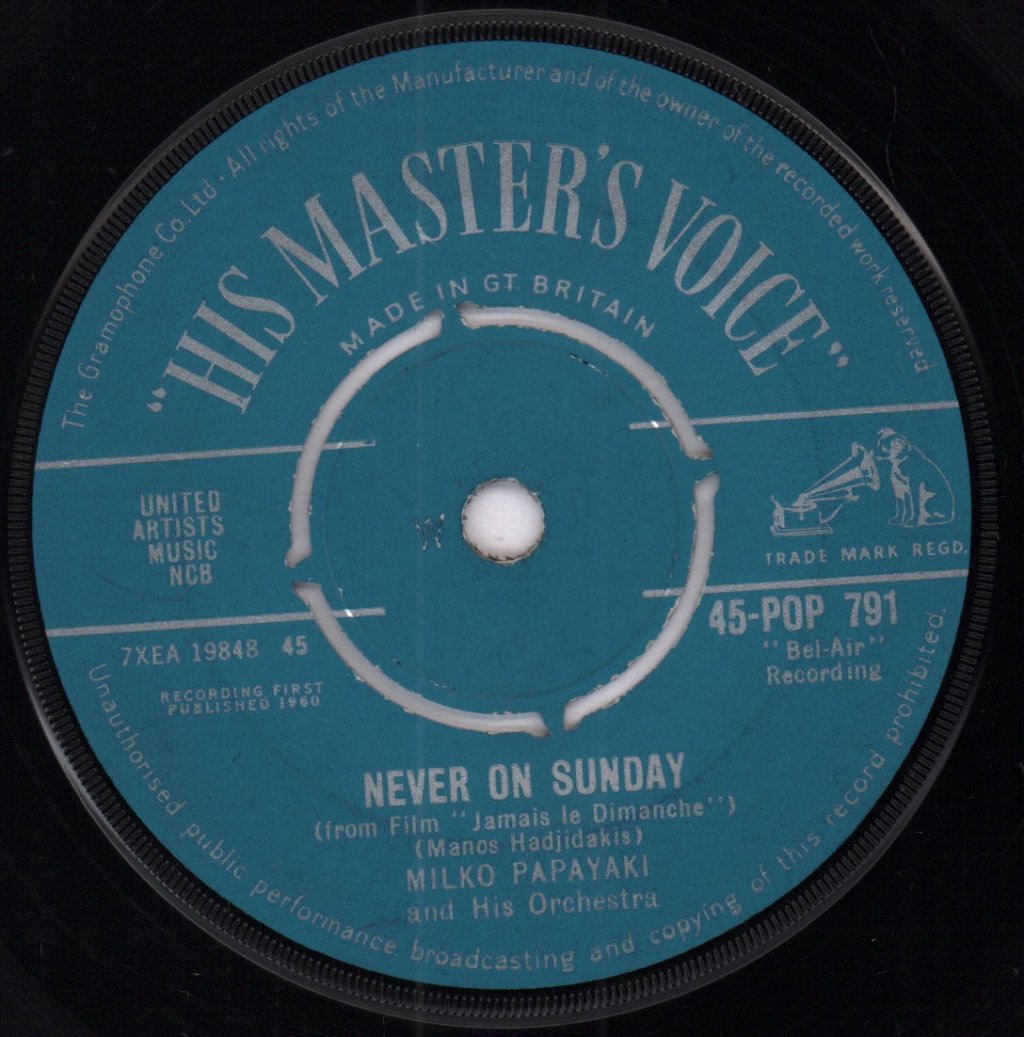 The Gramophone Co. Ltd · All rights of the Manufacturer and of the owner of the recorded work reserved
"HIS MASTER'S VOICE"
MADE IN GT. BRITAIN
UNITED
ARTISTS
MUSIC
NCB
W
TRADE MARK REGD.
7XEA 19848 45
RECORDING FIRST
PUBLISHED 1960
45-POP 791
"Bel-Air"
Recording
NEVER ON SUNDAY
(from Film "Jamais le Dimanche")
(Manos Hadjidakis)
MILKO PAPAYAKI
and His Orchestra
Unauthorised public performance broadcasting and copying of this record prohibited.